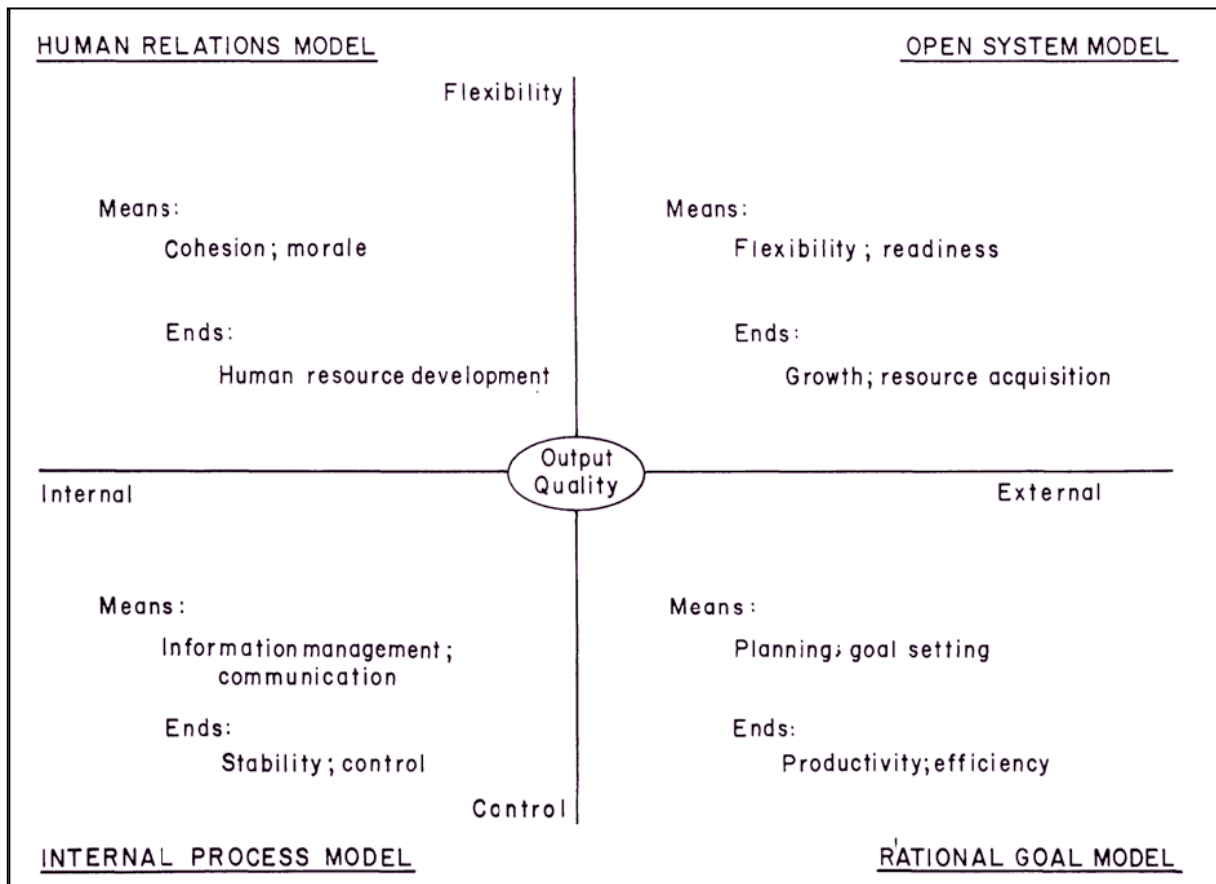 HUMAN RELATIONS MODEL
OPEN SYSTEM MODEL
Flexibility
Means:
Cohesion; morale
Ends:
Human resource development
Means:
Flexibility; readiness
Ends:
Growth; resource acquisition
Output
Quality
Internal
External
Means:
Information management;
communication
Ends:
Stability; control
Means:
Planning; goal setting
Ends:
Productivity; efficiency
Control
INTERNAL PROCESS MODEL
RATIONAL GOAL MODEL